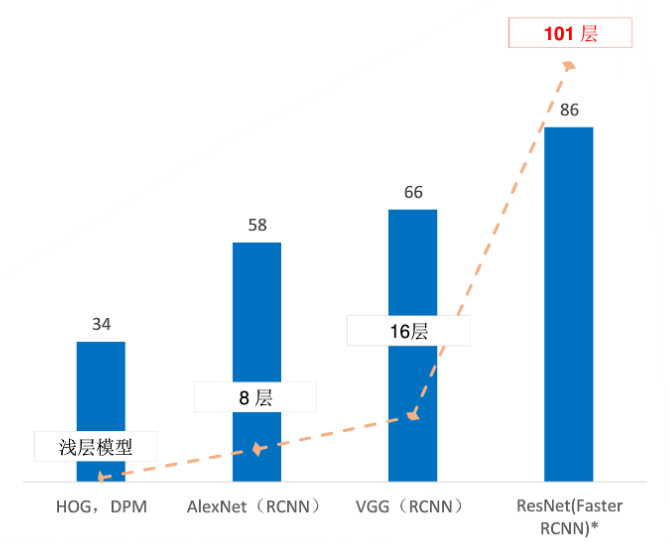 101 层
86
66
58
34
16层
8 层
浅层模型
HOG，DPM
AlexNet（RCNN）
VGG（RCNN）
ResNet(Faster
RCNN)*